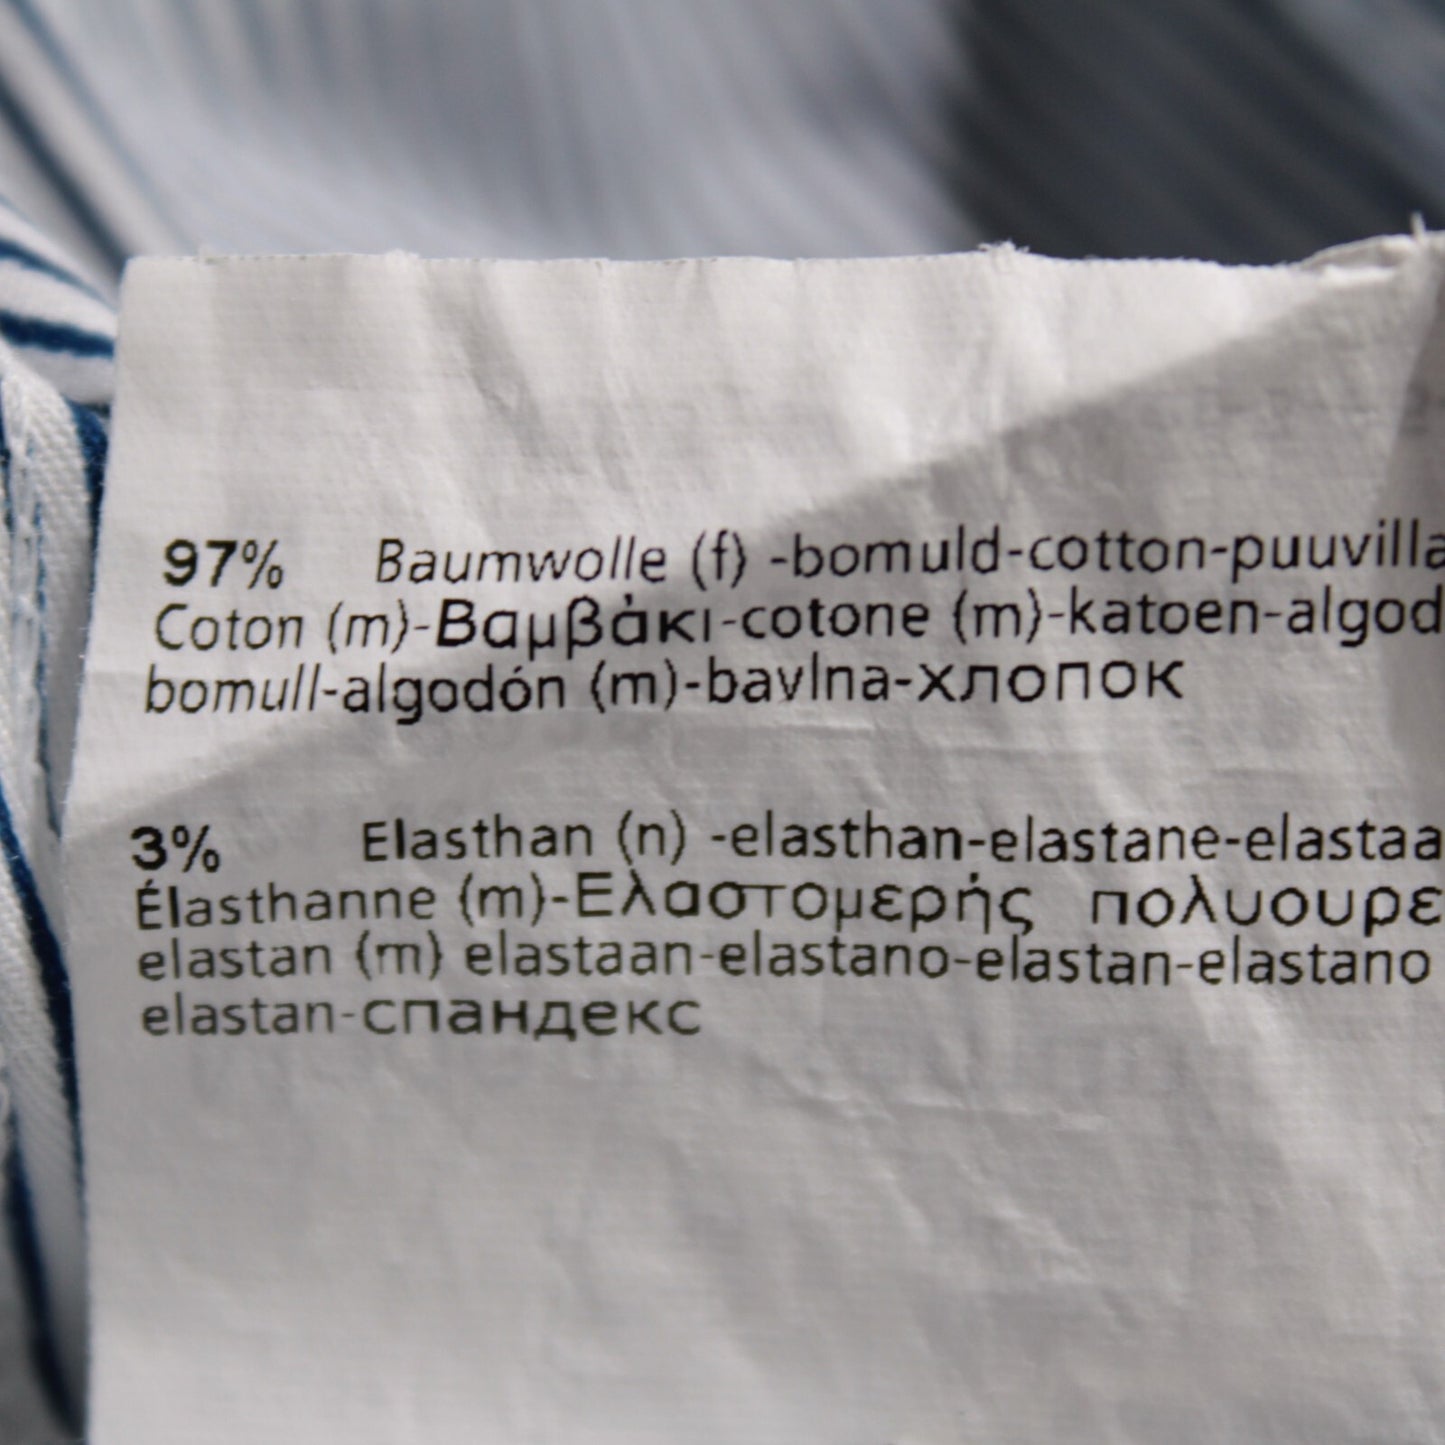 97% Baumwolle (f) -bomuld-cotton-puuvilla
Coton (m)-Βαμβάκι-cotone (m)-katoen-algod
bomull-algodón (m)-bavlna-хлопок
3% Elasthan (n) -elasthan-elastane-elastaa
Élasthanne (m)-Ελαστομερής πολυουρε
elastan (m) elastaan-elastano-elastan-elastano
elastan-спандекс